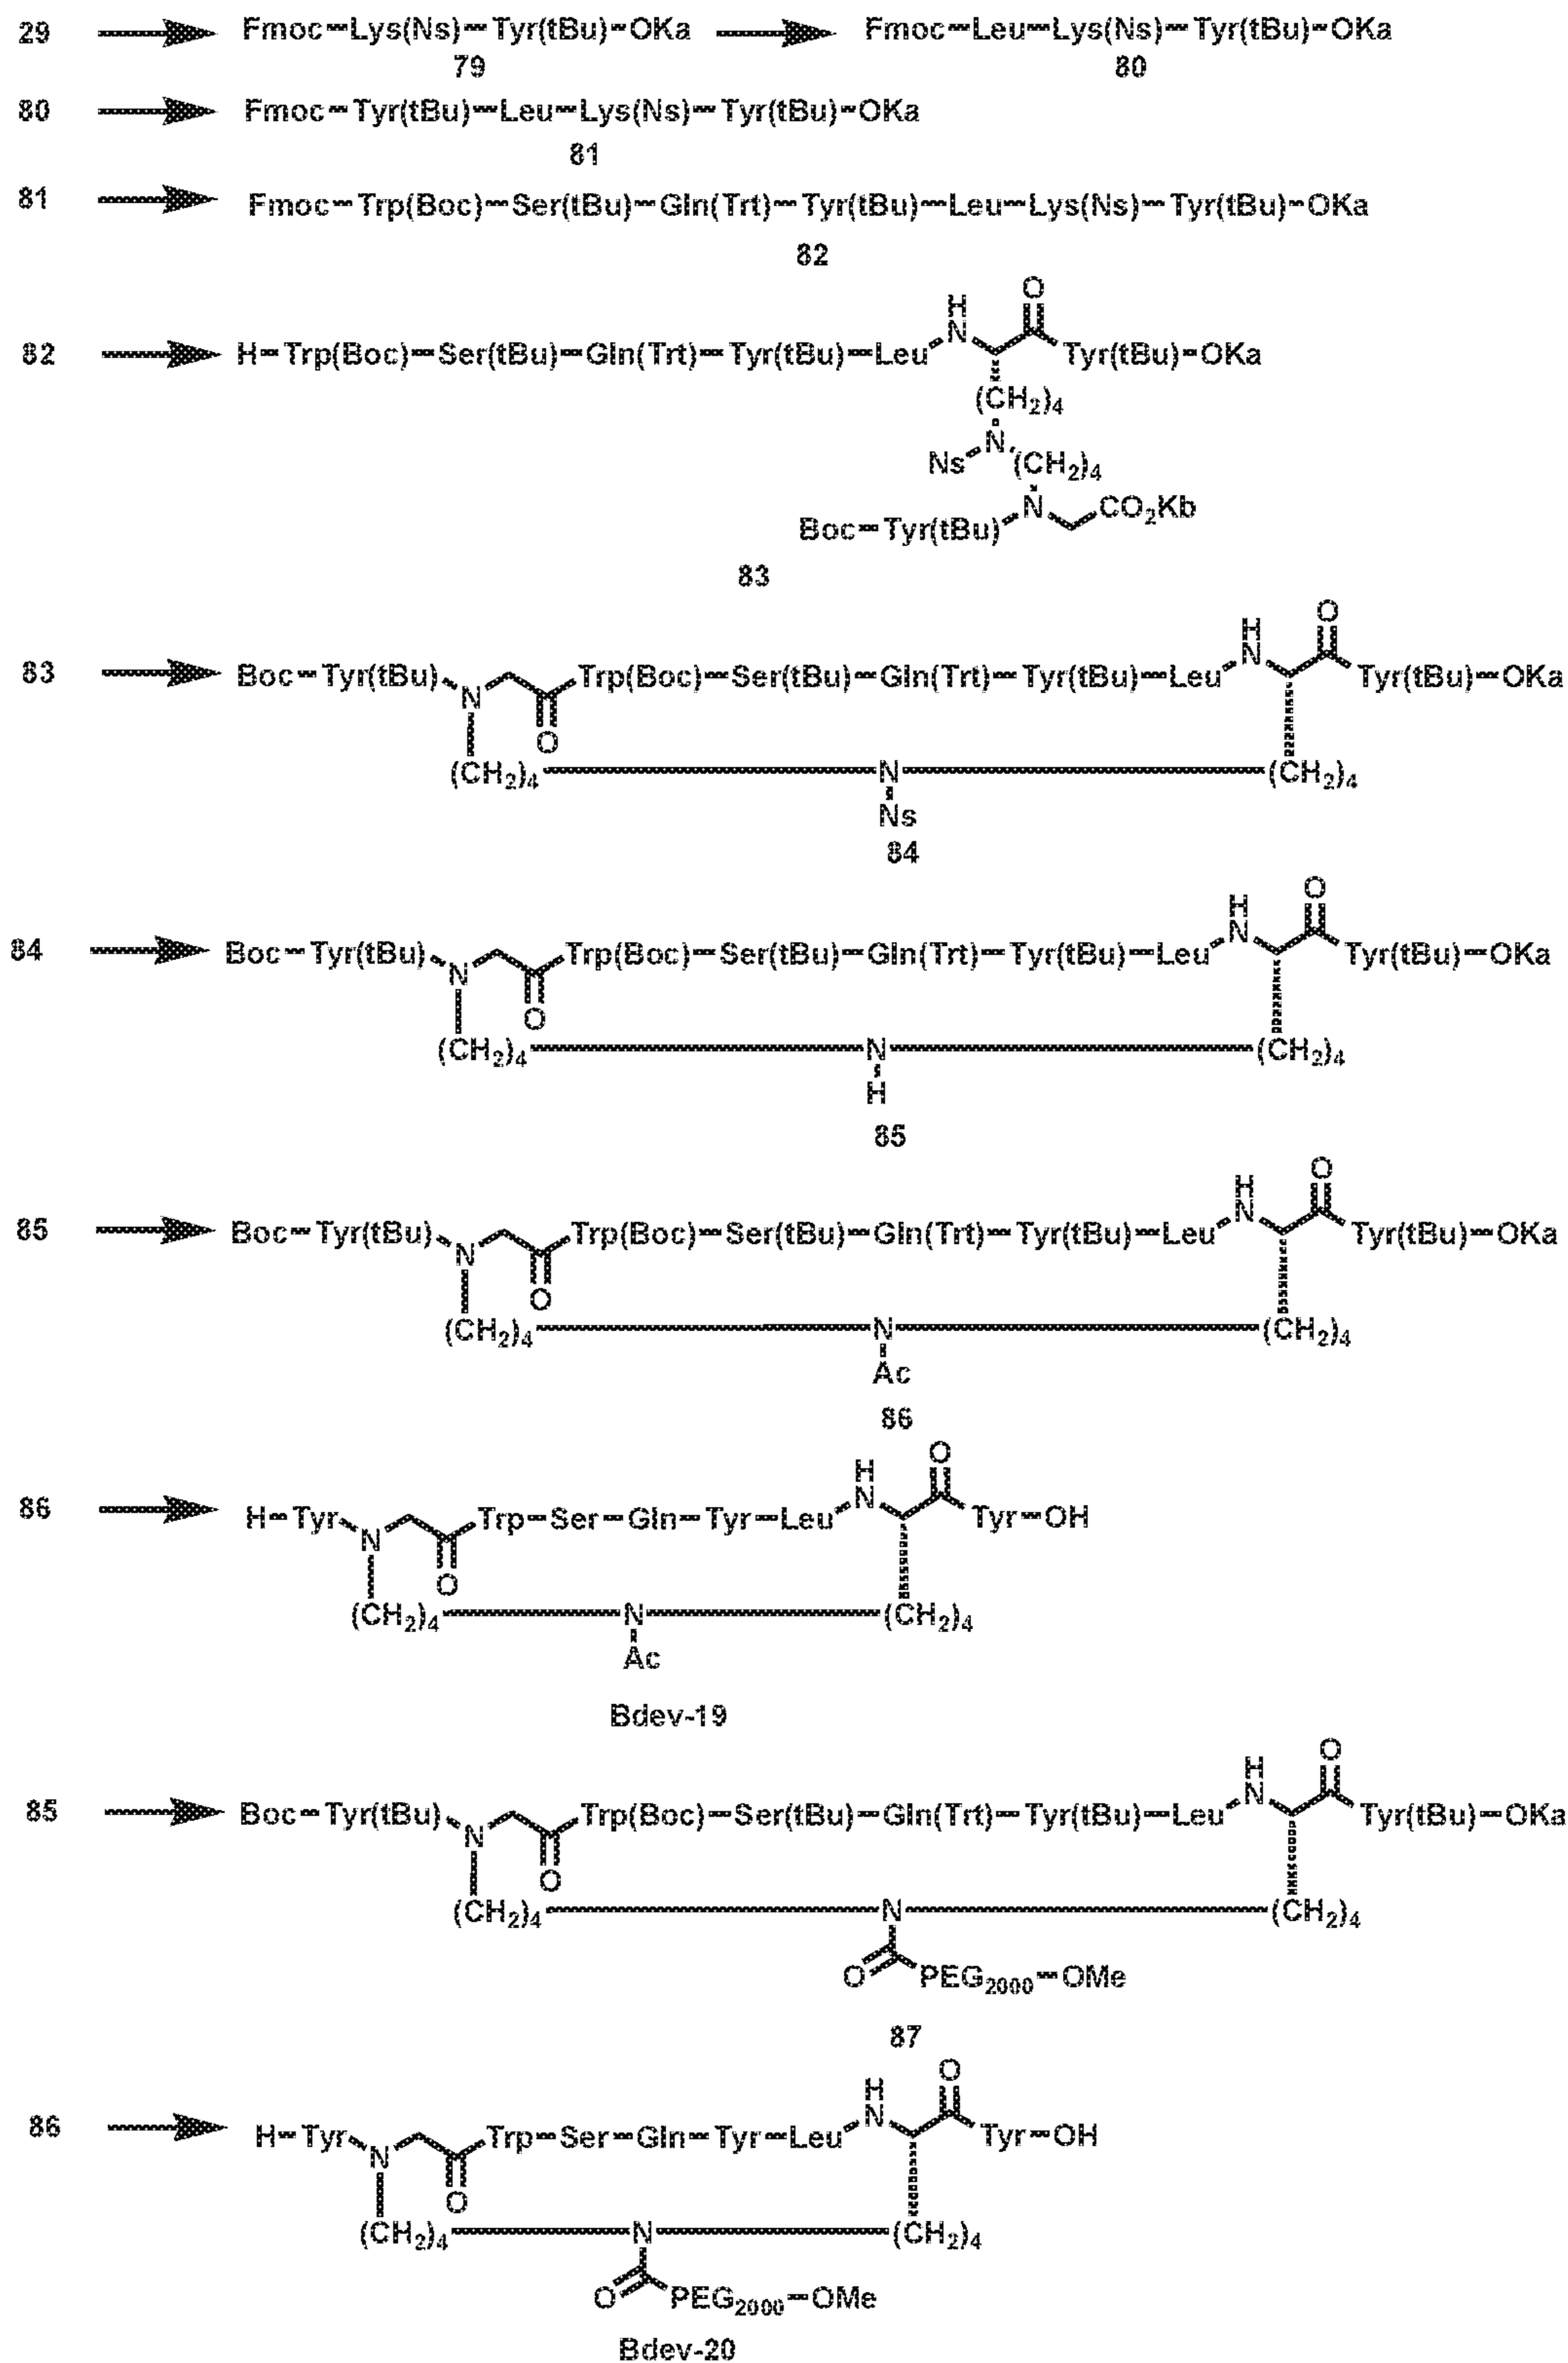 29 Fmoc–Lys(Ns)–Tyr(tBu)–OKa Fmoc–Leu–Lys(Ns)–Tyr(tBu)–OKa
79 80
80 Fmoc–Tyr(tBu)–Leu–Lys(Ns)–Tyr(tBu)–OKa
81
81 Fmoc–Trp(Boc)–Ser(tBu)–Gln(Trt)–Tyr(tBu)–Leu–Lys(Ns)–Tyr(tBu)–OKa
82
H O
82 H–Trp(Boc)–Ser(tBu)–Gln(Trt)–Tyr(tBu)–Leu N Tyr(tBu)–OKa
(CH2)4
N
Ns (CH2)4
N CO2Kb
Boc–Tyr(tBu)
83
H O
83 Boc–Tyr(tBu) N Trp(Boc)–Ser(tBu)–Gln(Trt)–Tyr(tBu)–Leu N Tyr(tBu)–OKa
O
(CH2)4 N (CH2)4
Ns
84
H O
84 Boc–Tyr(tBu) N Trp(Boc)–Ser(tBu)–Gln(Trt)–Tyr(tBu)–Leu N Tyr(tBu)–OKa
O
(CH2)4 N (CH2)4
H
85
H O
85 Boc–Tyr(tBu) N Trp(Boc)–Ser(tBu)–Gln(Trt)–Tyr(tBu)–Leu N Tyr(tBu)–OKa
O
(CH2)4 N (CH2)4
Ac
86
H O
86 H–Tyr N Trp–Ser–Gln–Tyr–Leu N Tyr–OH
O
(CH2)4 N (CH2)4
Ac
Bdev-19
H O
85 Boc–Tyr(tBu) N Trp(Boc)–Ser(tBu)–Gln(Trt)–Tyr(tBu)–Leu N Tyr(tBu)–OKa
O
(CH2)4 N (CH2)4
O PEG2000–OMe
87
H O
86 H–Tyr N Trp–Ser–Gln–Tyr–Leu N Tyr–OH
O
(CH2)4 N (CH2)4
O PEG2000–OMe
Bdev-20